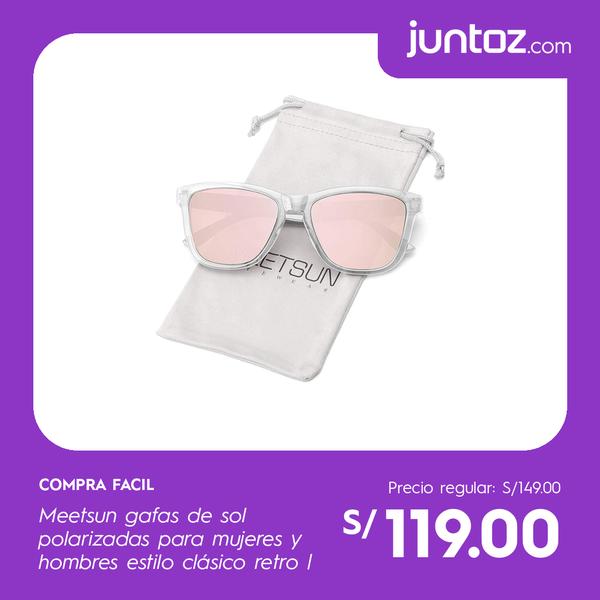 juntoz.com
EETSUN
E W E A R
COMPRA FACIL
Meetsun gafas de sol
polarizadas para mujeres y
hombres estilo clásico retro l
Precio regular: S/149.00
S/119.00